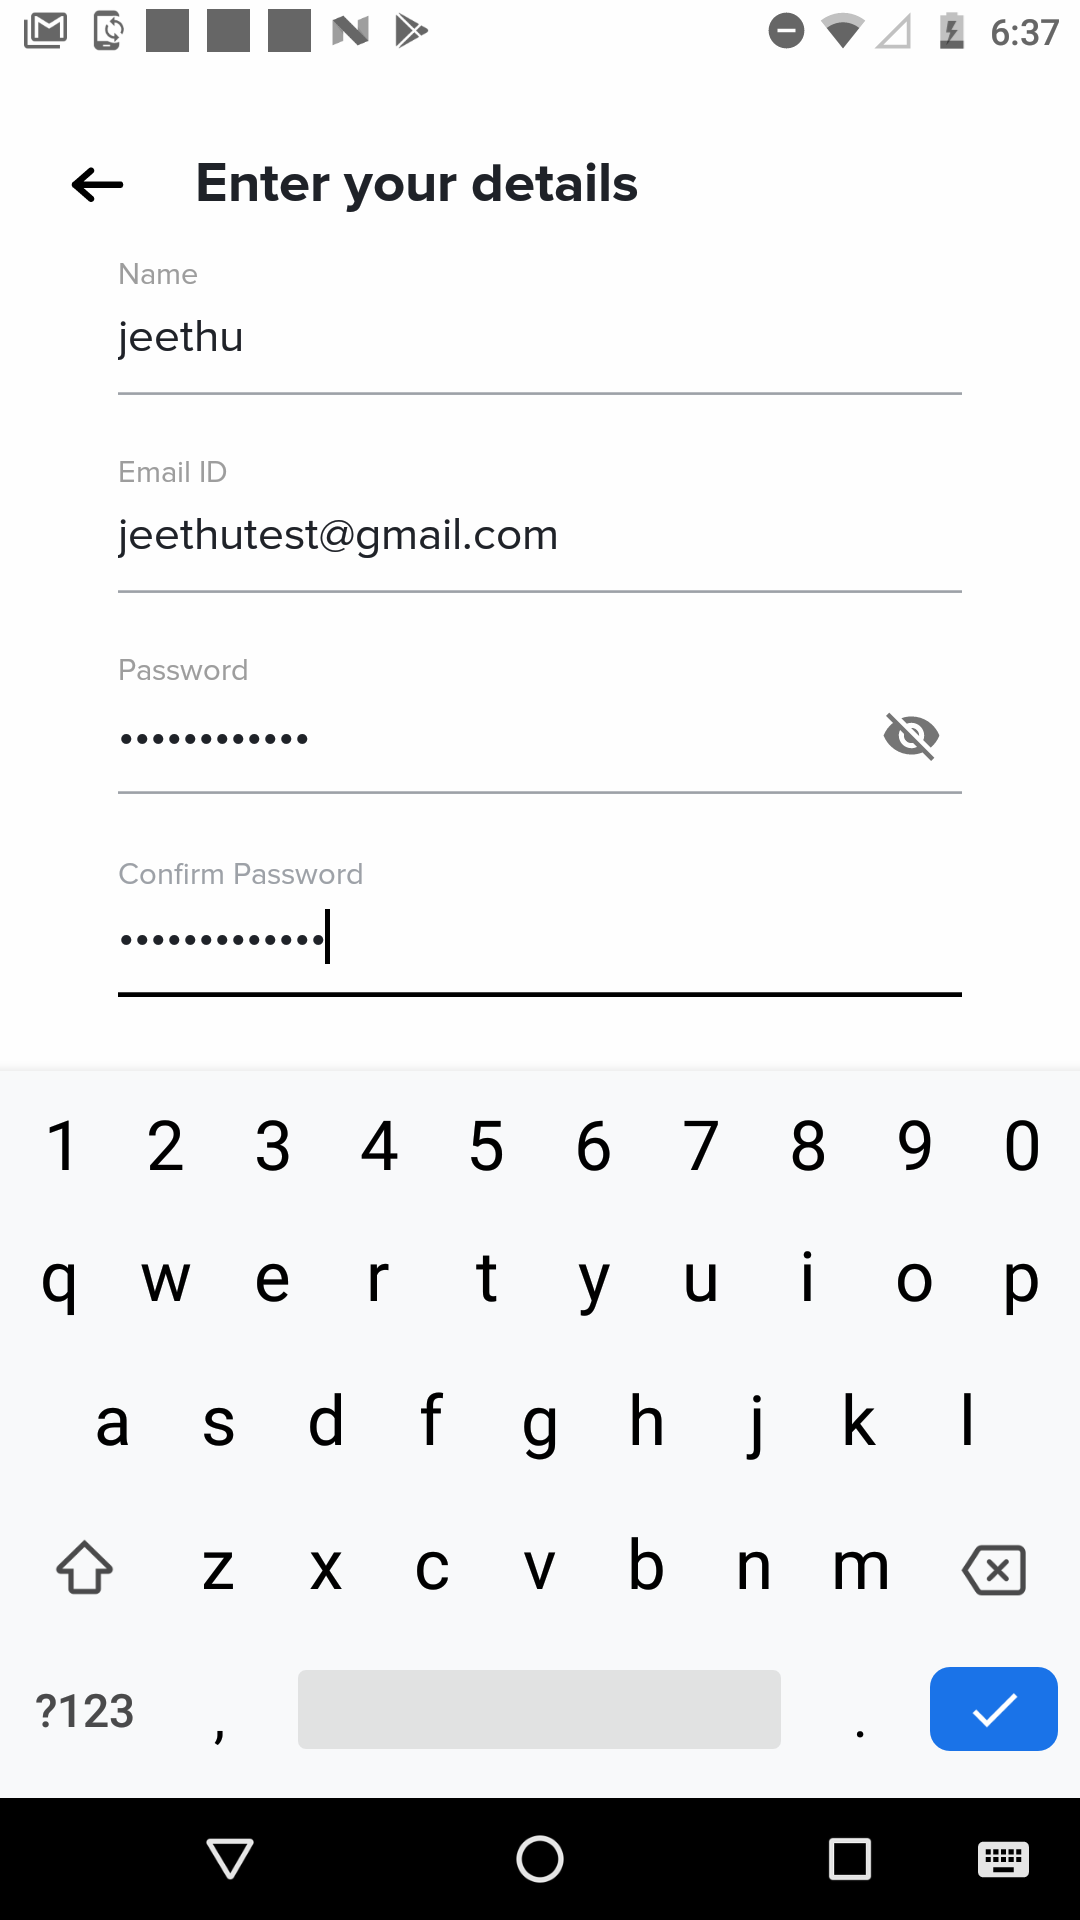 6:37
Enter your details
Name
jeethu
Email ID
jeethutest@gmail.com
Password
••••••••••••
Confirm Password
•••••••••••••
1 2 3 4 5 6 7 8 9 0
q w e r t y u i o p
a s d f g h j k l
z x c v b n m
?123 , .